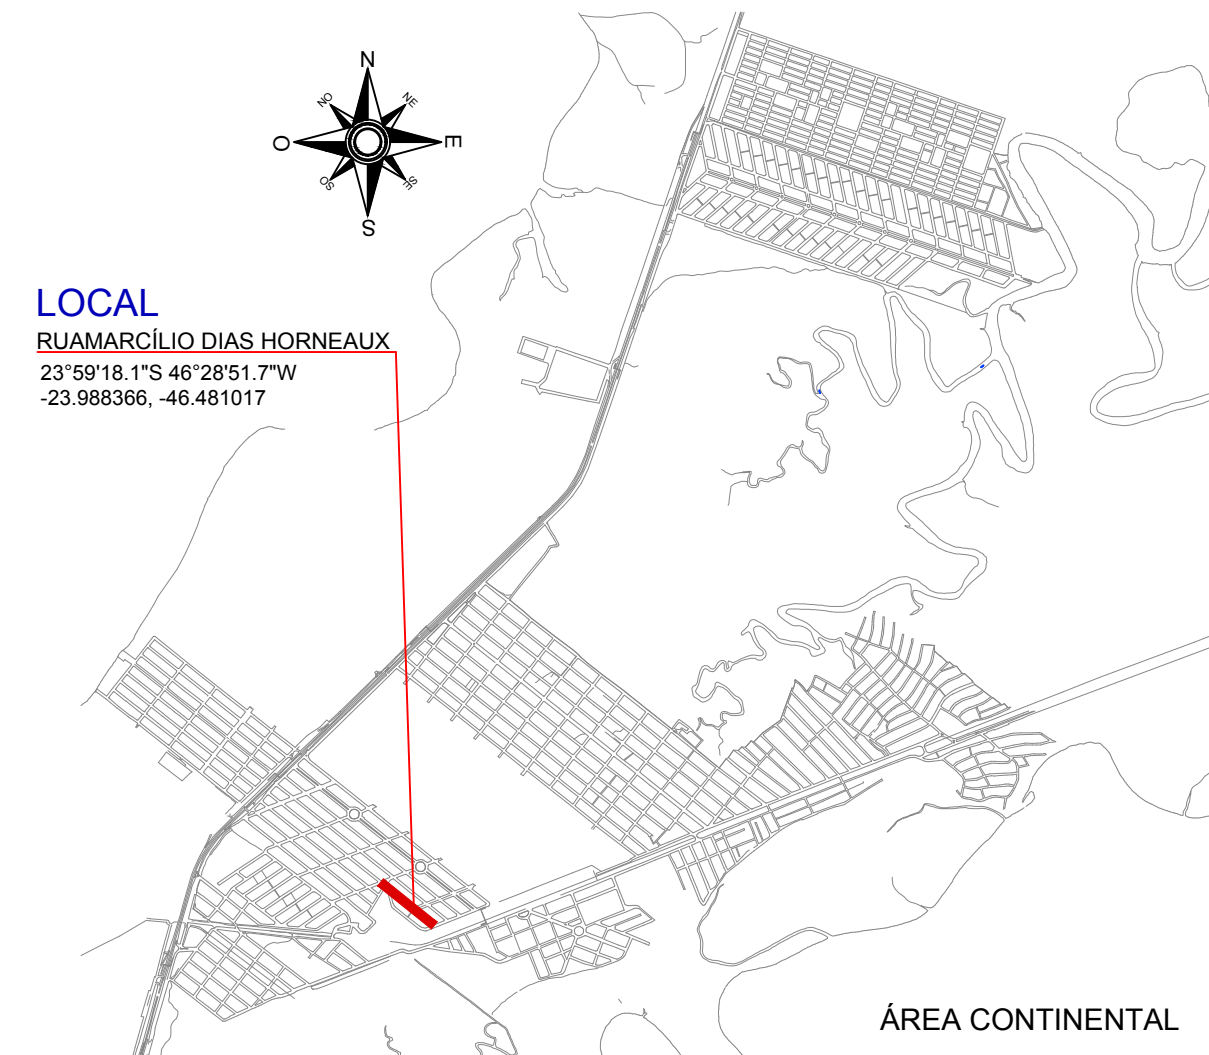 N
NO
NE
O
E
SO
SE
S
LOCAL
RUAMARCÍLIO DIAS HORNEAUX
23°59'18.1"S 46°28'51.7"W
-23.988366, -46.481017
ÁREA CONTINENTAL